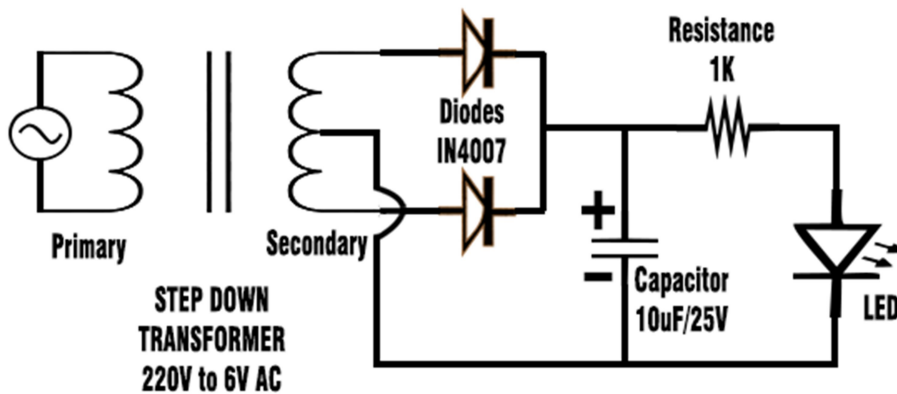 Resistance
1K
Diodes
IN4007
Primary
Secondary
STEP DOWN
TRANSFORMER
220V to 6V AC
+
-
Capacitor
10uF/25V
LED